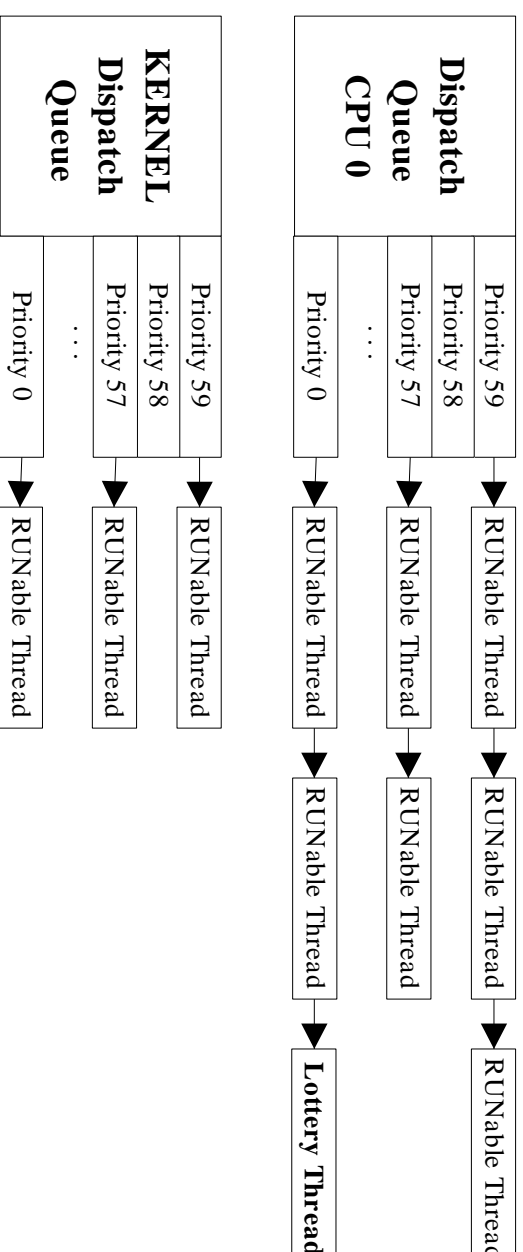 Dispatch
Queue
CPU 0
Priority 59
RUNable Thread
RUNable Thread
RUNable Thread
Priority 58
Priority 57
RUNable Thread
RUNable Thread
. . .
Priority 0
RUNable Thread
RUNable Thread
Lottery Thread
KERNEL
Dispatch
Queue
Priority 59
RUNable Thread
Priority 58
Priority 57
RUNable Thread
. . .
Priority 0
RUNable Thread